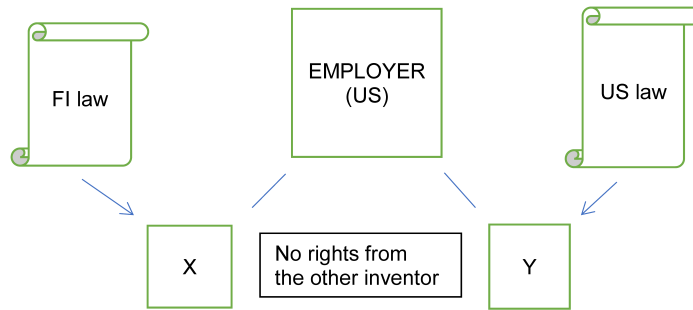 FI law
EMPLOYER
(US)
US law
X
No rights from
the other inventor
Y